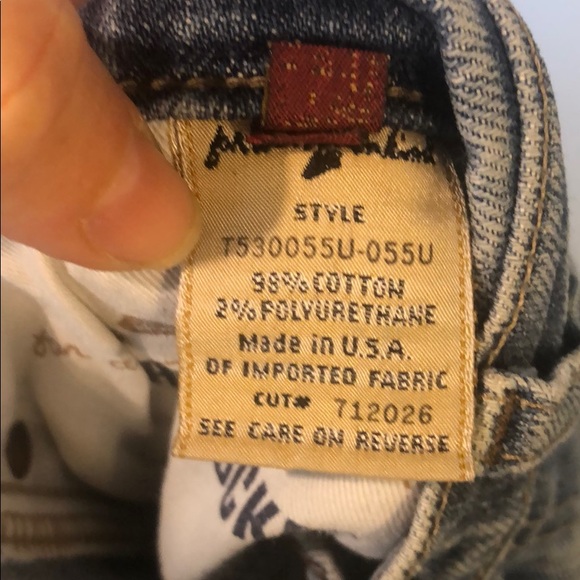 STYLE
T530055U-055U
98% COTTON
2% POLYURETHANE
Made in U.S.A.
OF IMPORTED FABRIC
CUT# 712026
SEE CARE ON REVERSE